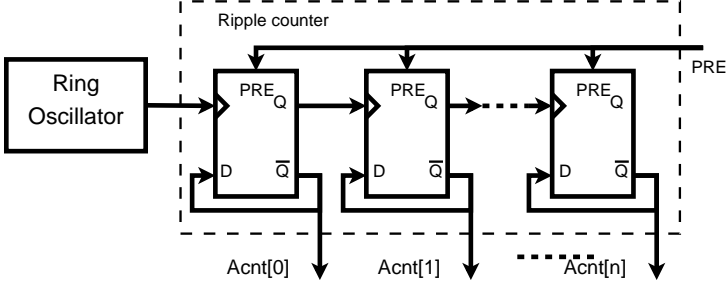 Ripple counter
PRE
Ring
Oscillator
PRE
Q
D
Q̅
PRE
Q
D
Q̅
PRE
Q
D
Q̅
Acnt[0]
Acnt[1]
Acnt[n]